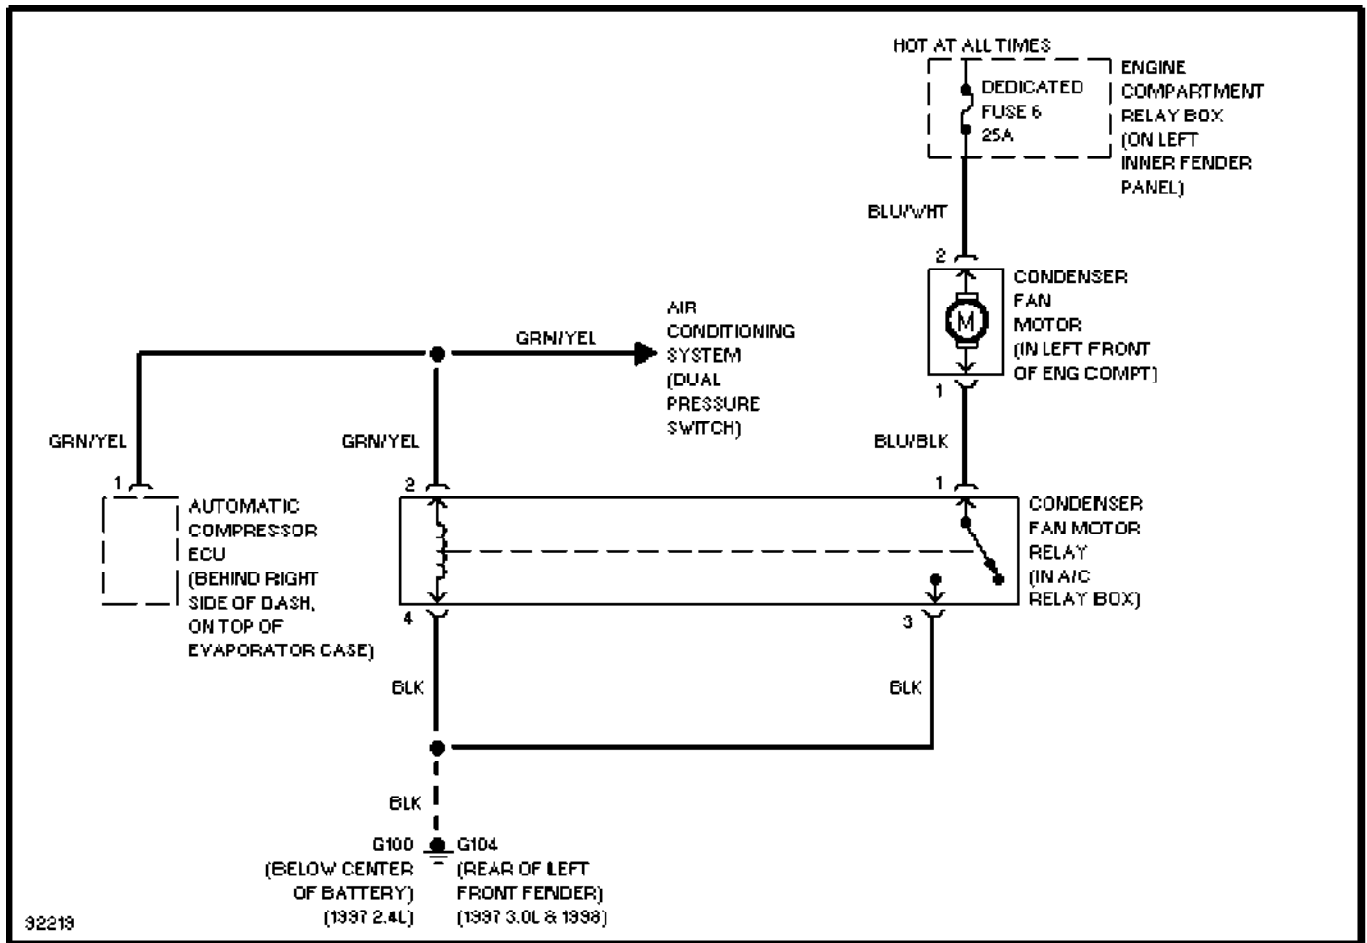 HOT AT ALL TIMES
DEDICATED
FUSE 6
25A
ENGINE
COMPARTMENT
RELAY BOX
(ON LEFT
INNER FENDER
PANEL)
BLU/WHT
2
CONDENSER
FAN
MOTOR
(IN LEFT FRONT
OF ENG COMPT)
M
1
AIR
CONDITIONING
SYSTEM
(DUAL
PRESSURE
SWITCH)
GRN/YEL
GRN/YEL
GRN/YEL
BLU/BLK
1
2
1
AUTOMATIC
COMPRESSOR
ECU
(BEHIND RIGHT
SIDE OF DASH,
ON TOP OF
EVAPORATOR CASE)
CONDENSER
FAN MOTOR
RELAY
(IN A/C
RELAY BOX)
4
3
BLK
BLK
BLK
G100
(BELOW CENTER
OF BATTERY)
(1997 2.4L)
G104
(REAR OF LEFT
FRONT FENDER)
(1997 3.0L & 1998)
92219